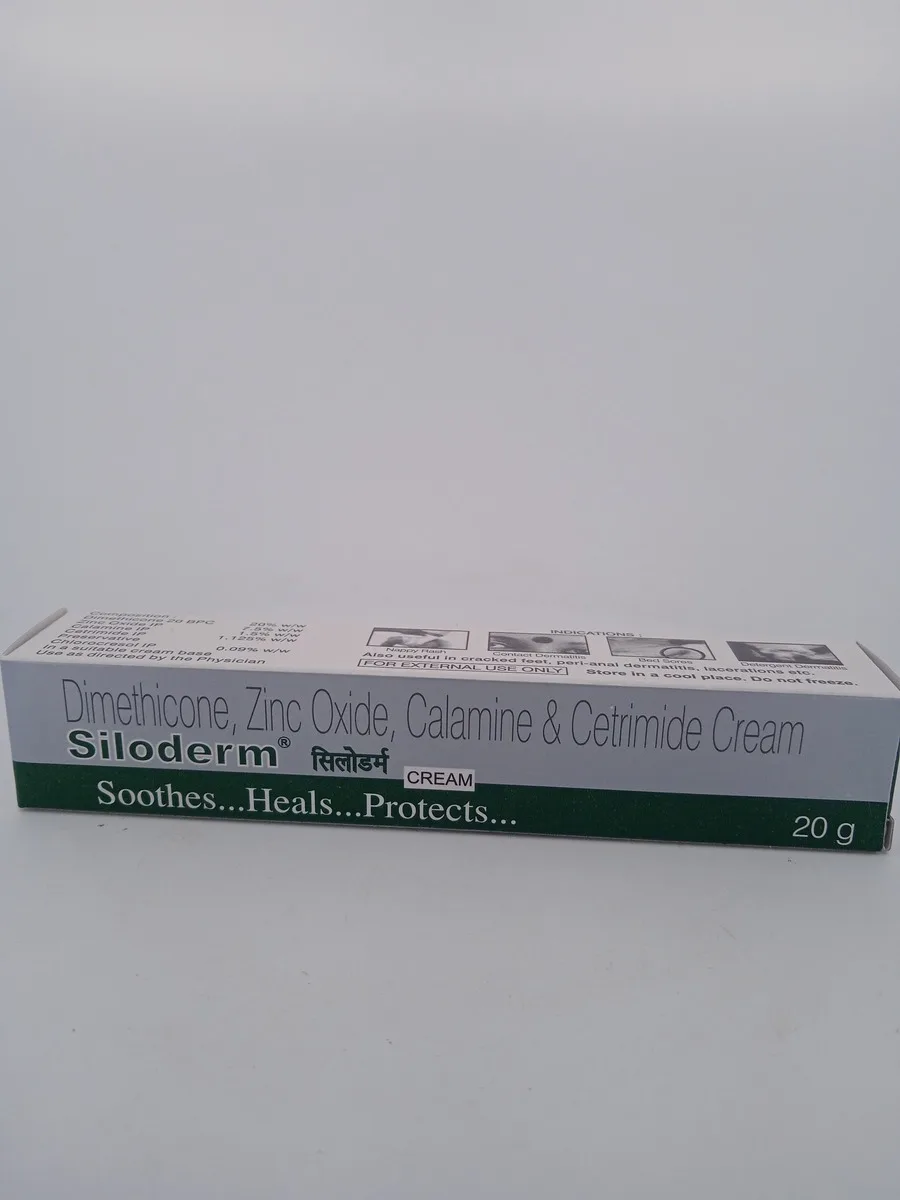 Composition
Dimethicone 20 BPC 20% w/w
Zinc Oxide IP 7.5% w/w
Calamine IP 1.5% w/w
Cetrimide IP 1.125% w/w
Preservative
Chlorocresol IP 0.09% w/w
In a suitable cream base
Use as directed by the Physician
INDICATIONS :
Nappy Rash Contact Dermatitis Bed Sores Detergent Dermatitis
Also useful in cracked feet, peri-anal dermatitis, lacerations etc.
FOR EXTERNAL USE ONLY Store in a cool place. Do not freeze.
Dimethicone, Zinc Oxide, Calamine & Cetrimide Cream
Siloderm® सिलोडर्म
CREAM
Soothes...Heals...Protects...
20 g